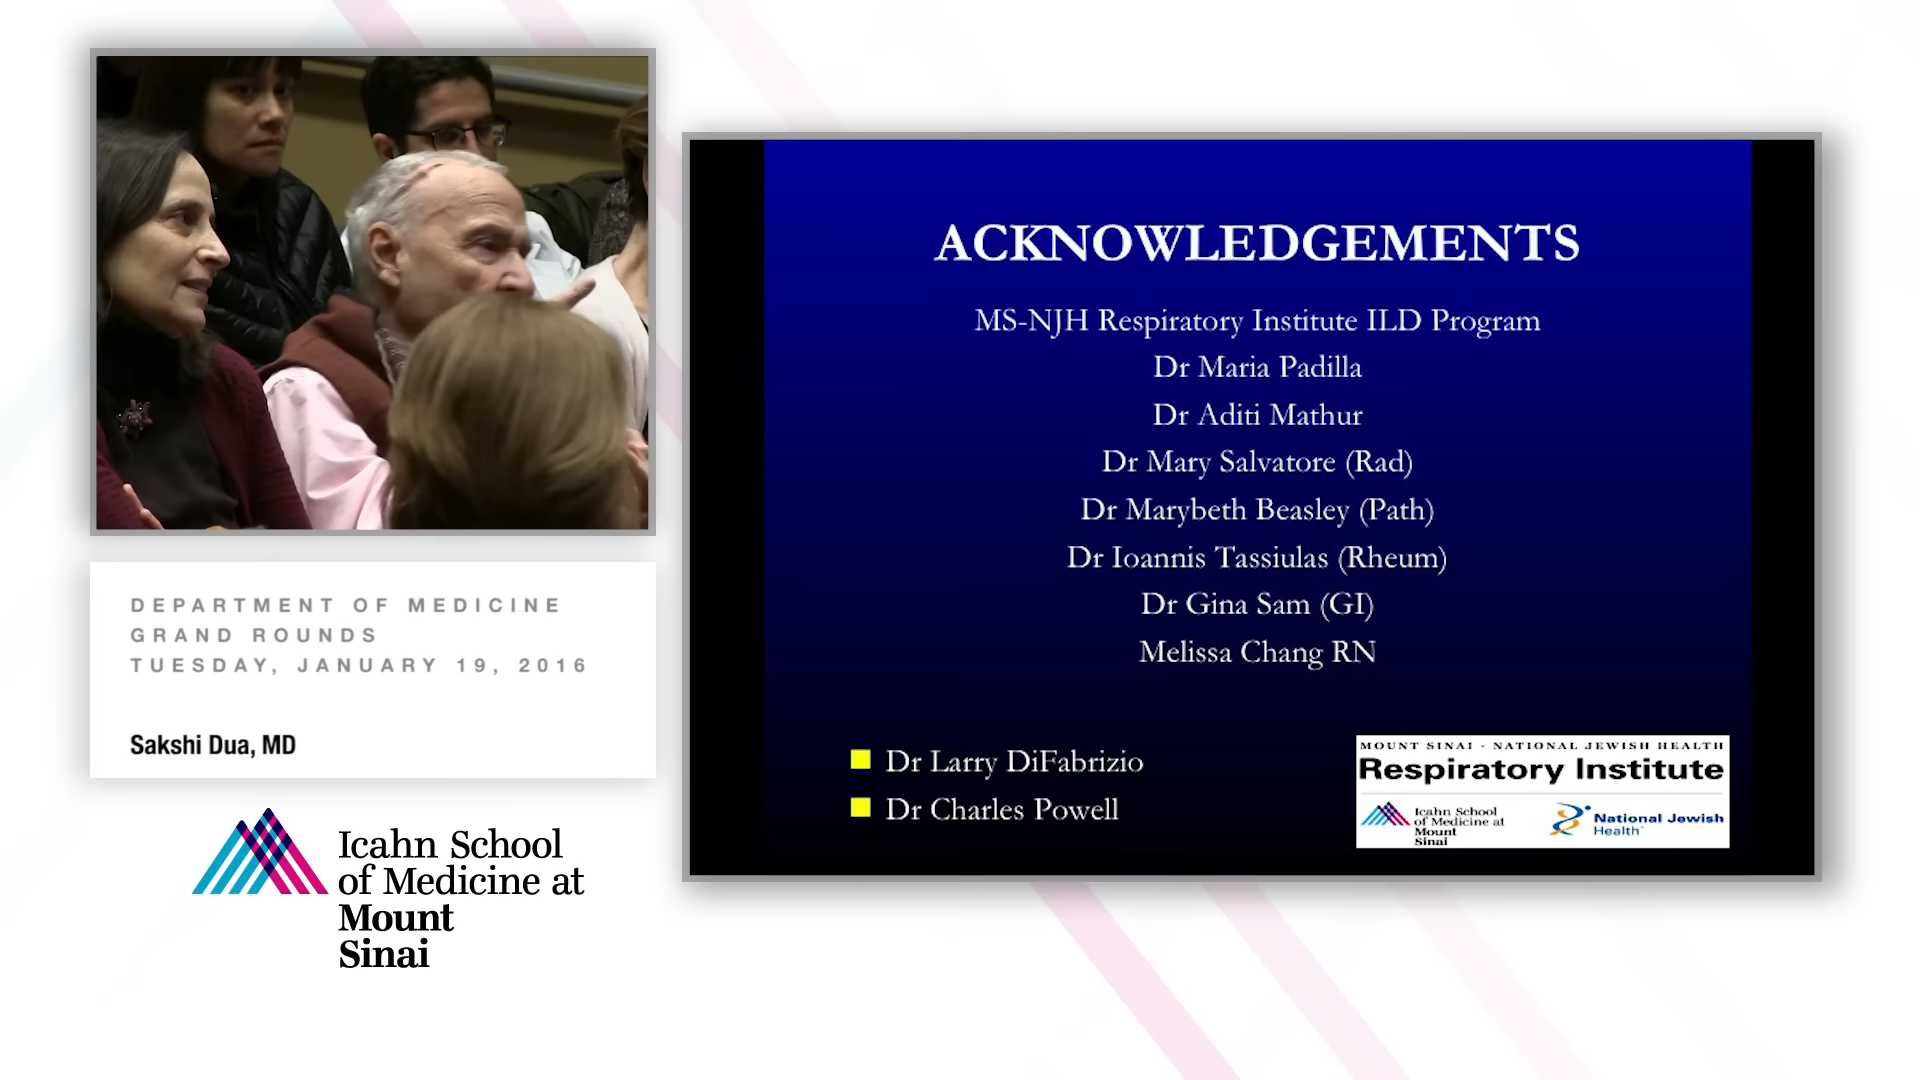 DEPARTMENT OF MEDICINE
GRAND ROUNDS
TUESDAY, JANUARY 19, 2016
Sakshi Dua, MD
Icahn School
of Medicine at
Mount
Sinai
ACKNOWLEDGEMENTS
MS-NJH Respiratory Institute ILD Program
Dr Maria Padilla
Dr Aditi Mathur
Dr Mary Salvatore (Rad)
Dr Marybeth Beasley (Path)
Dr Ioannis Tassiulas (Rheum)
Dr Gina Sam (GI)
Melissa Chang RN
Dr Larry DiFabrizio
Dr Charles Powell
MOUNT SINAI - NATIONAL JEWISH HEALTH
Respiratory Institute
Icahn School
of Medicine at
Mount
Sinai
National Jewish
Health